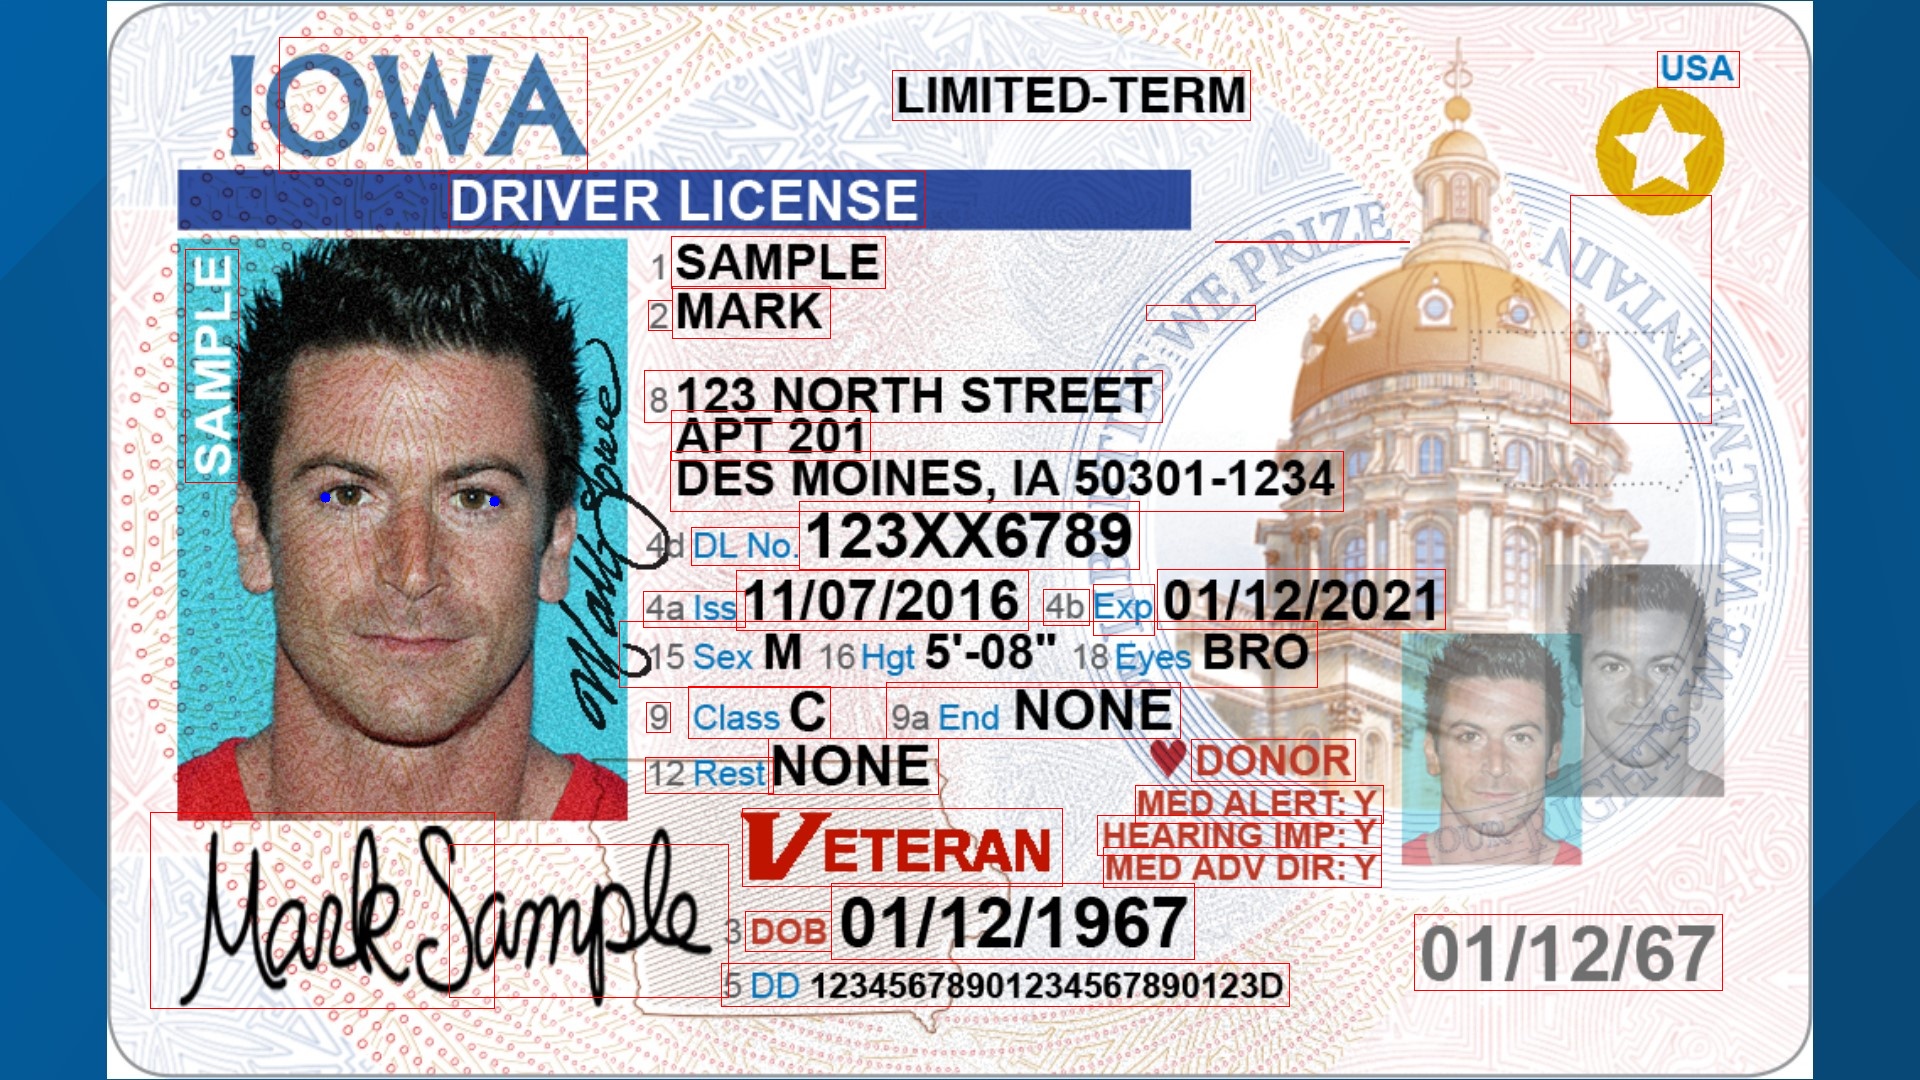 IOWA
LIMITED-TERM
USA
DRIVER LICENSE
SAMPLE
1 SAMPLE
2 MARK
8 123 NORTH STREET
APT 201
DES MOINES, IA 50301-1234
4d DL No. 123XX6789
4a Iss 11/07/2016 4b Exp 01/12/2021
15 Sex M 16 Hgt 5'-08" 18 Eyes BRO
9 Class C 9a End NONE
12 Rest NONE
DONOR
MED ALERT: Y
HEARING IMP: Y
MED ADV DIR: Y
VETERAN
Mark Sample
3 DOB 01/12/1967
01/12/67
5 DD 12345678901234567890123D
LIBERTIES WE PRIZE
OUR RIGHTS WE WILL MAINTAIN